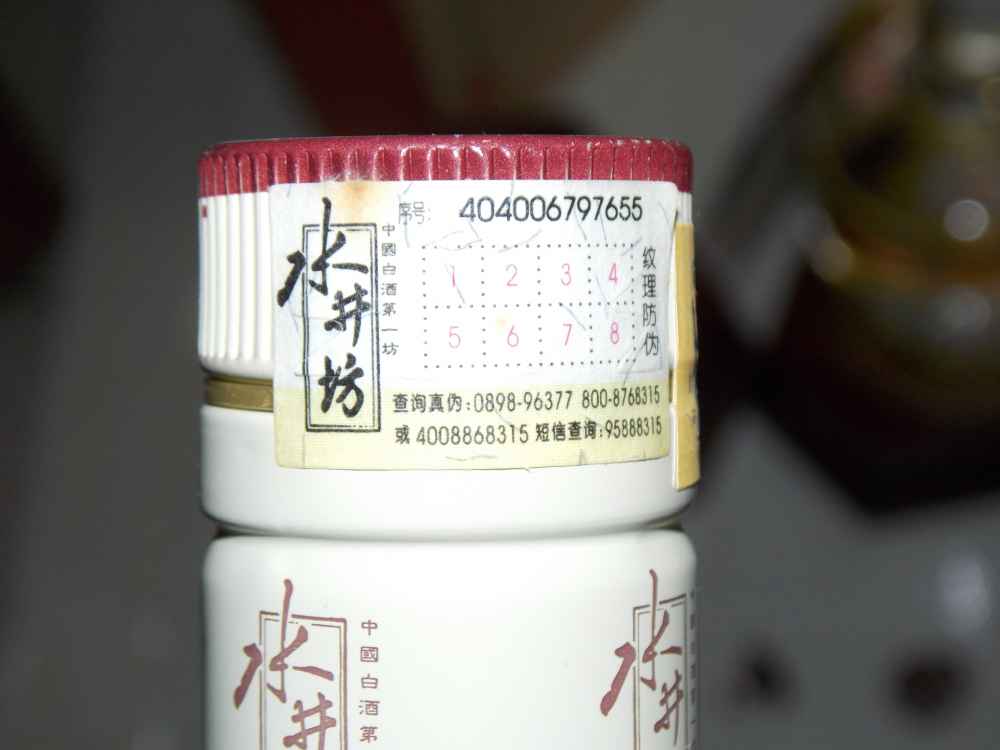 序号: 404006797655
水井坊
中國白酒第一坊
1 2 3 4
5 6 7 8
纹理防伪
查询真伪:0898-96377 800-8768315
或 4008868315 短信查询:95888315
水井
中國白酒第
水井